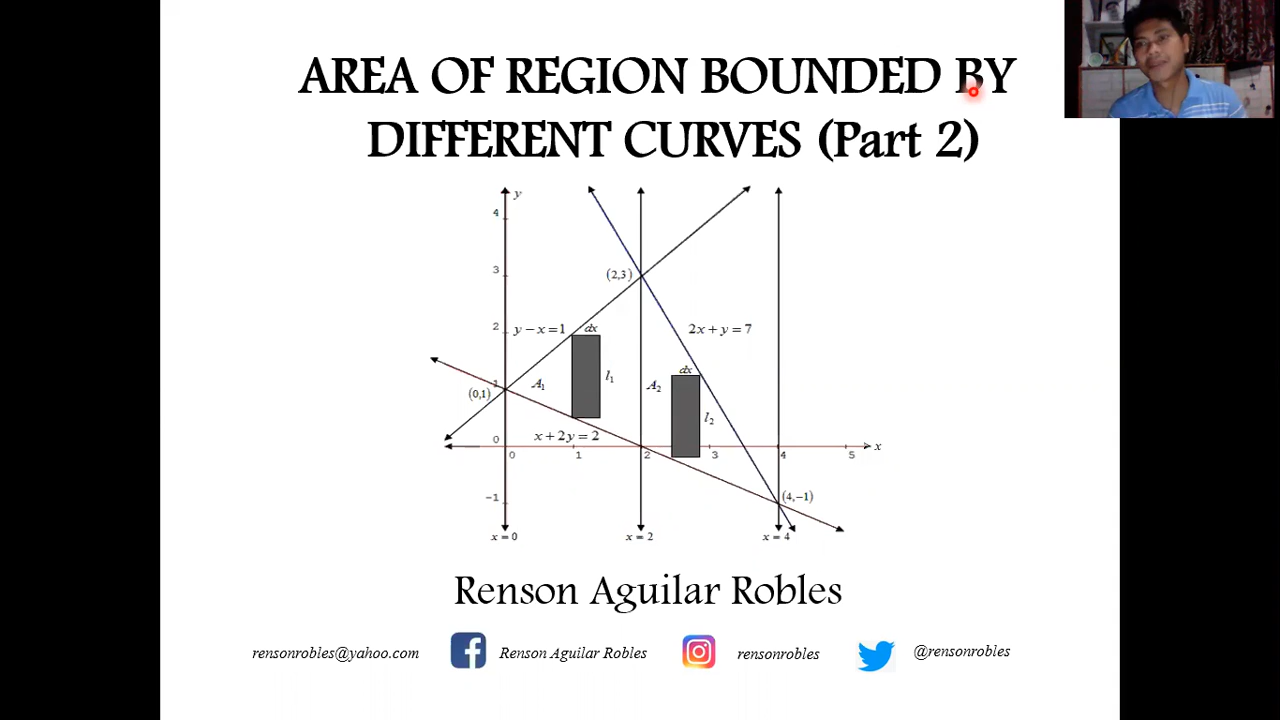 AREA OF REGION BOUNDED BY
DIFFERENT CURVES (Part 2)
y
4
3
(2,3)
2
y − x = 1
dx
2x + y = 7
dx
1
A₁
l₁
A₂
(0,1)
l₂
x + 2y = 2
0
x
0
1
2
3
4
5
−1
(4,−1)
x = 0
x = 2
x = 4
Renson Aguilar Robles
rensonrobles@yahoo.com
f
Renson Aguilar Robles
rensonrobles
@rensonrobles